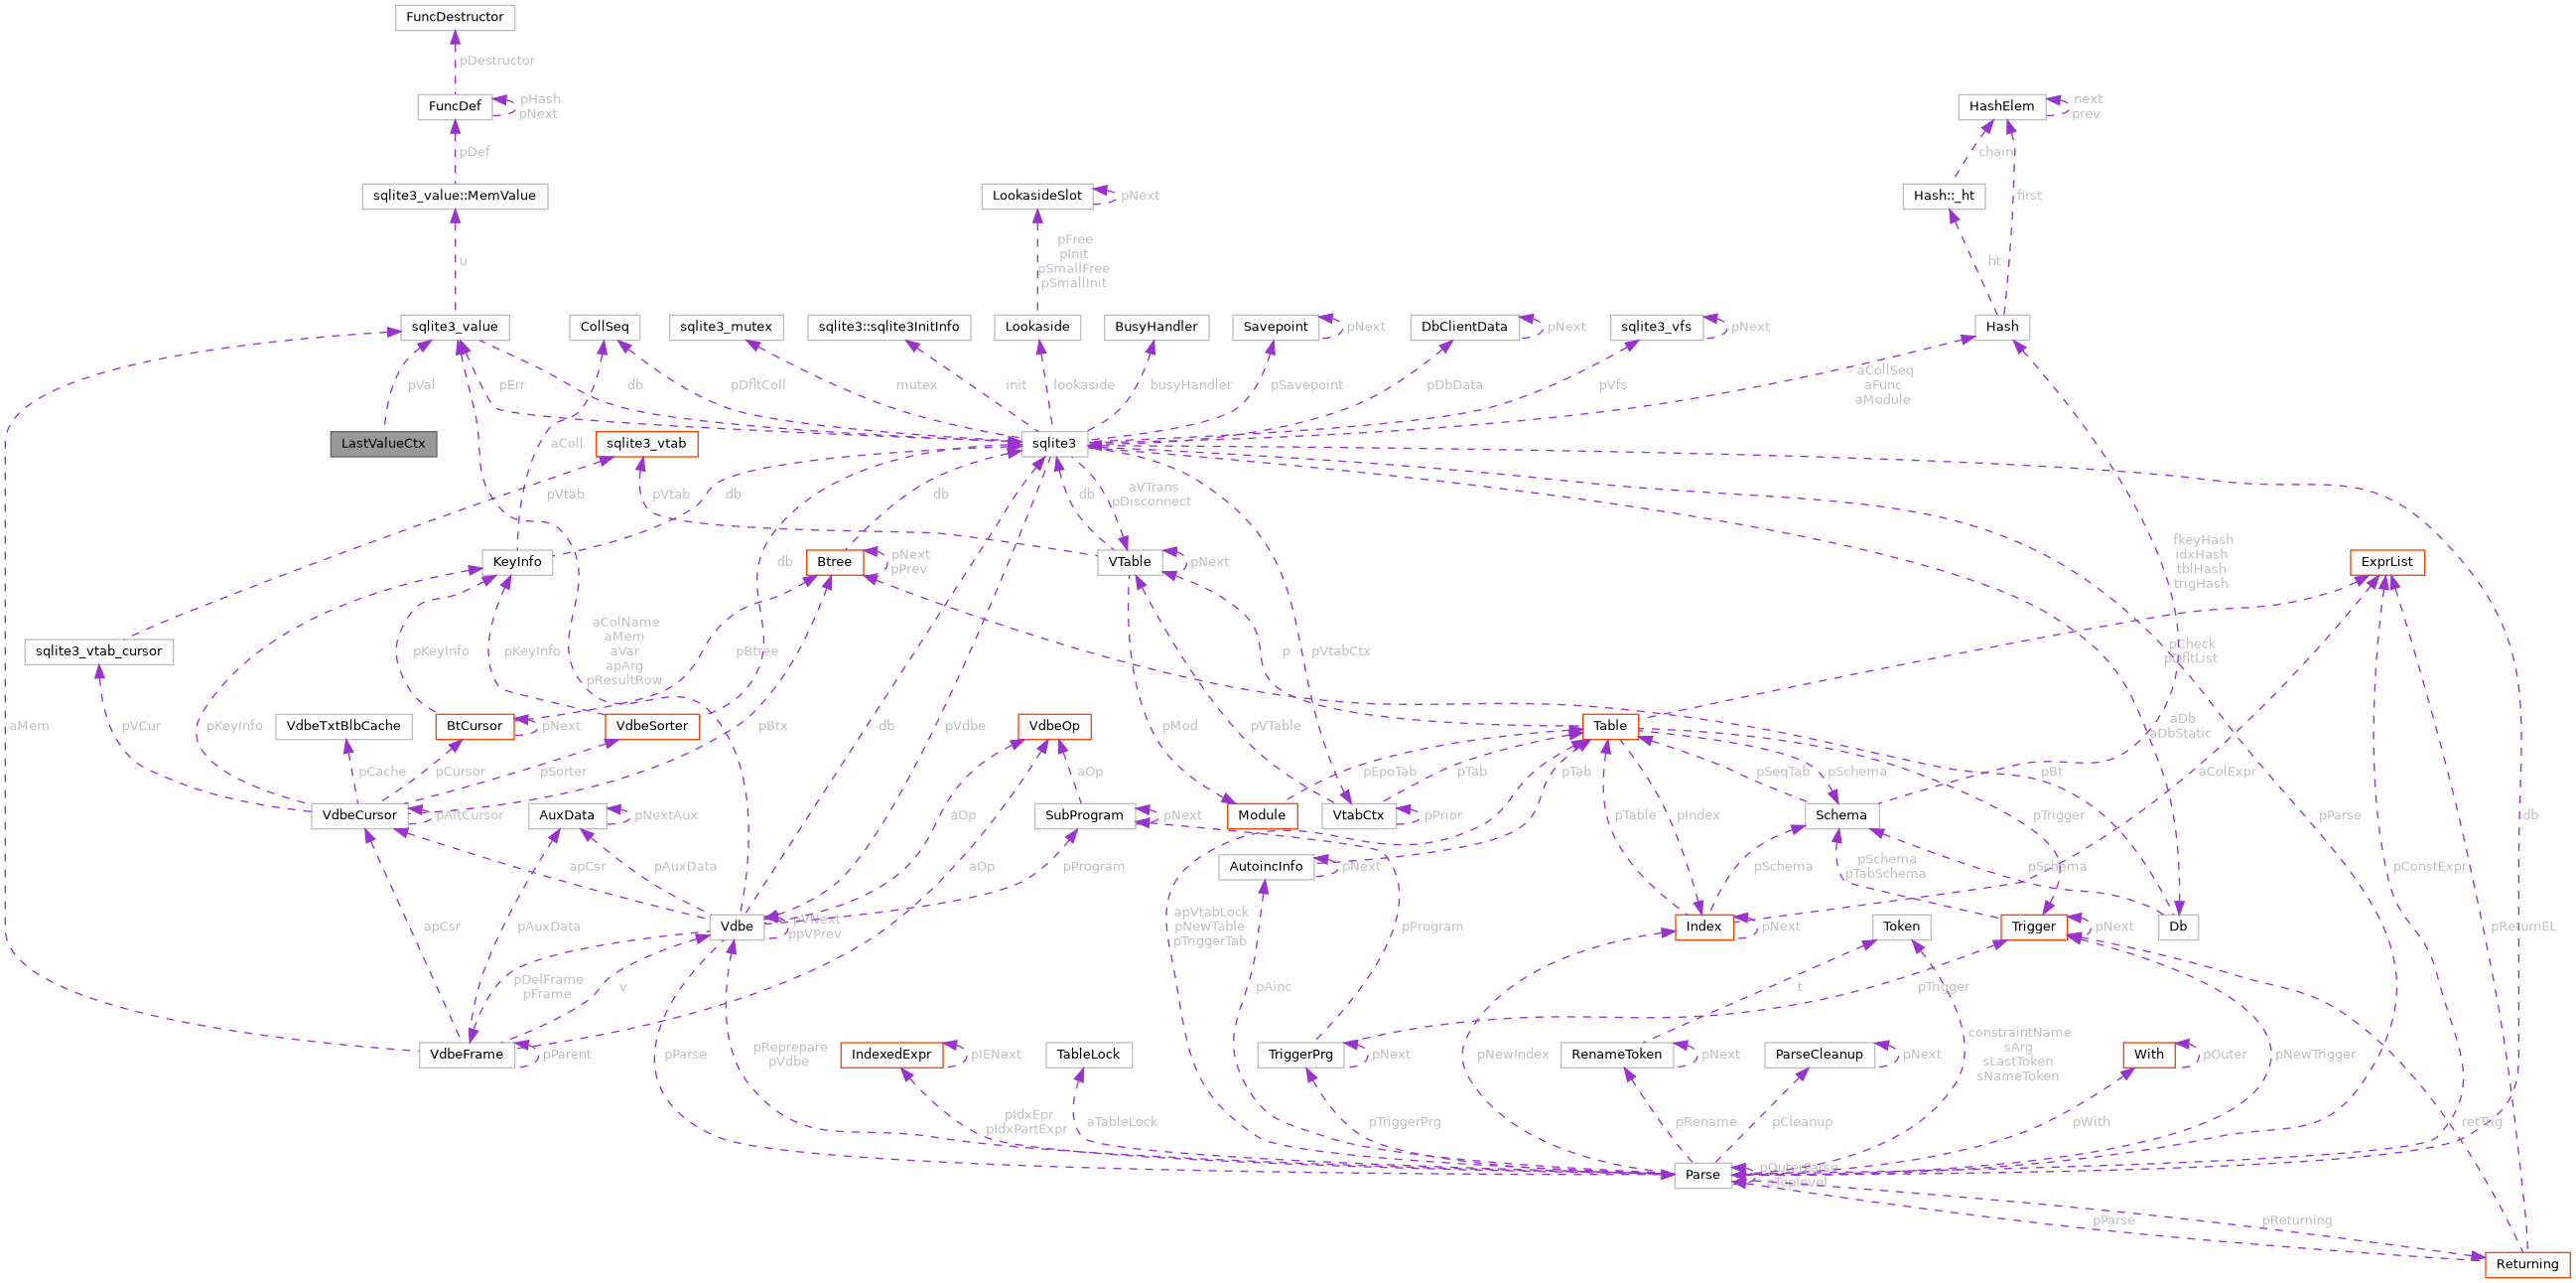 FuncDestructor
pDestructor
FuncDef
pHash
pNext
HashElem
next
prev
pDef
chain
sqlite3_value::MemValue
LookasideSlot
pNext
Hash::_ht
first
u
pFree
pInit
pSmallFree
pSmallInit
ht
sqlite3_value
CollSeq
sqlite3_mutex
sqlite3::sqlite3InitInfo
Lookaside
BusyHandler
Savepoint
pNext
DbClientData
pNext
sqlite3_vfs
pNext
Hash
pVal
pErr
db
pDfltColl
mutex
init
lookaside
busyHandler
pSavepoint
pDbData
pVfs
aCollSeq
aFunc
aModule
LastValueCtx
aColl
sqlite3_vtab
sqlite3
pVtab
pVtab
db
db
db
aVTrans
pDisconnect
KeyInfo
db
Btree
pNext
pPrev
VTable
pNext
fkeyHash
idxHash
tblHash
trigHash
ExprList
sqlite3_vtab_cursor
pKeyInfo
pKeyInfo
aColName
aMem
aVar
apArg
pResultRow
pBtree
p
pVtabCtx
pCheck
pDfltList
aMem
pVCur
pKeyInfo
VdbeTxtBlbCache
BtCursor
pNext
VdbeSorter
pBtx
db
pVdbe
VdbeOp
pMod
pVTable
Table
aDb
aDbStatic
pCache
pCursor
pSorter
aOp
pEpoTab
pTab
pTab
pSeqTab
pSchema
pBt
aColExpr
VdbeCursor
pAltCursor
AuxData
pNextAux
aOp
SubProgram
pNext
Module
VtabCtx
pPrior
pTable
pIndex
Schema
pTrigger
pParse
db
apCsr
pAuxData
pProgram
AutoincInfo
pNext
pSchema
pSchema
pTabSchema
pSchema
pConstExpr
aOp
apCsr
pAuxData
Vdbe
pVNext
ppVPrev
apVtabLock
pNewTable
pTriggerTab
pProgram
Index
pNext
Token
Trigger
pNext
Db
pReturnEL
pDelFrame
pFrame
v
pAinc
t
pTrigger
VdbeFrame
pParent
pParse
pReprepare
pVdbe
IndexedExpr
pIENext
TableLock
TriggerPrg
pNext
pNewIndex
RenameToken
pNext
ParseCleanup
pNext
constraintName
sArg
sLastToken
sNameToken
With
pOuter
pNewTrigger
pIdxEpr
pIdxPartExpr
aTableLock
pTriggerPrg
pRename
pCleanup
pWith
retTrig
Parse
pOuterParse
pToplevel
pParse
pReturning
Returning